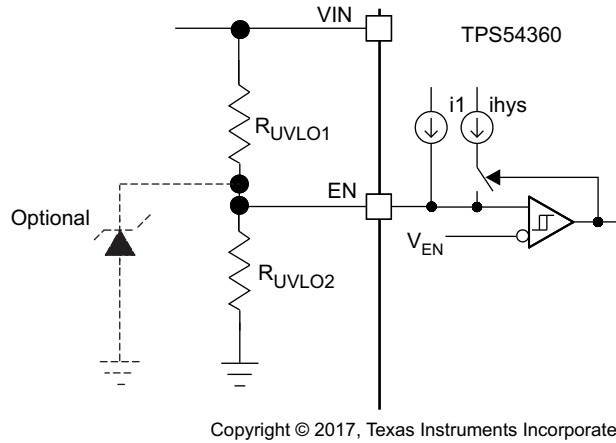 VIN
TPS54360
i1 ihys
RUVLO1
EN
Optional
VEN
RUVLO2
Copyright © 2017, Texas Instruments Incorporate